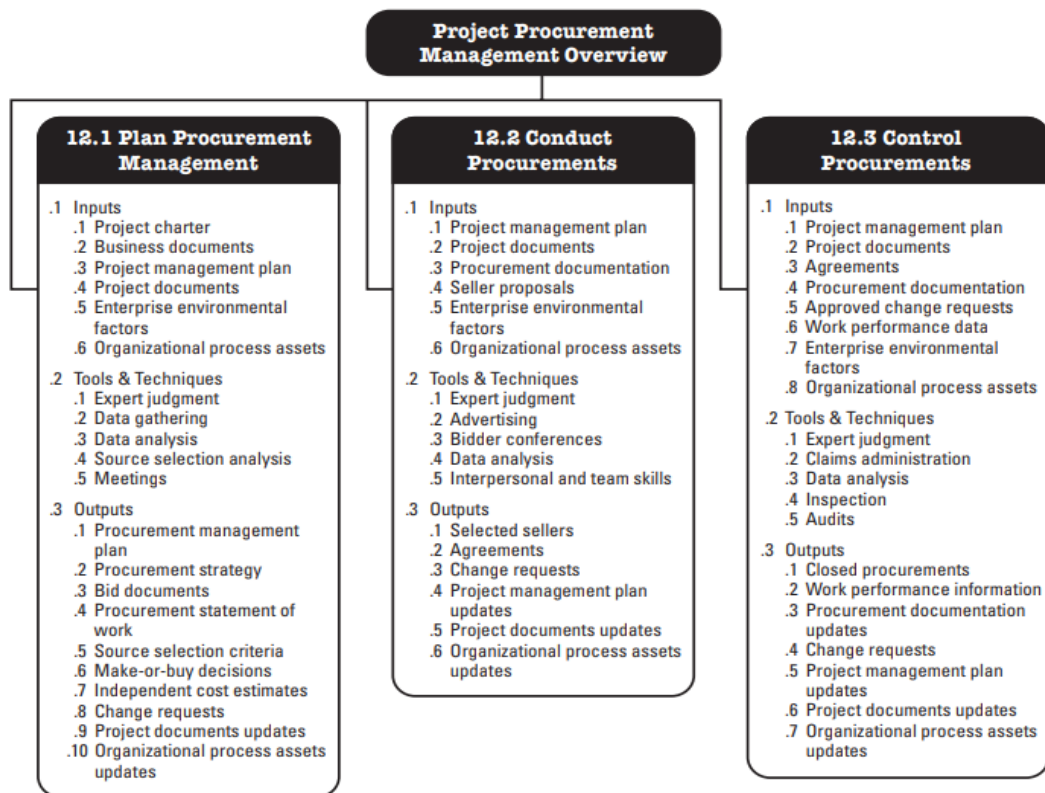 Project Procurement
Management Overview
12.1 Plan Procurement
Management
.1 Inputs
.1 Project charter
.2 Business documents
.3 Project management plan
.4 Project documents
.5 Enterprise environmental
factors
.6 Organizational process assets
.2 Tools & Techniques
.1 Expert judgment
.2 Data gathering
.3 Data analysis
.4 Source selection analysis
.5 Meetings
.3 Outputs
.1 Procurement management
plan
.2 Procurement strategy
.3 Bid documents
.4 Procurement statement of
work
.5 Source selection criteria
.6 Make-or-buy decisions
.7 Independent cost estimates
.8 Change requests
.9 Project documents updates
.10 Organizational process assets
updates
12.2 Conduct
Procurements
.1 Inputs
.1 Project management plan
.2 Project documents
.3 Procurement documentation
.4 Seller proposals
.5 Enterprise environmental
factors
.6 Organizational process assets
.2 Tools & Techniques
.1 Expert judgment
.2 Advertising
.3 Bidder conferences
.4 Data analysis
.5 Interpersonal and team skills
.3 Outputs
.1 Selected sellers
.2 Agreements
.3 Change requests
.4 Project management plan
updates
.5 Project documents updates
.6 Organizational process assets
updates
12.3 Control
Procurements
.1 Inputs
.1 Project management plan
.2 Project documents
.3 Agreements
.4 Procurement documentation
.5 Approved change requests
.6 Work performance data
.7 Enterprise environmental
factors
.8 Organizational process assets
.2 Tools & Techniques
.1 Expert judgment
.2 Claims administration
.3 Data analysis
.4 Inspection
.5 Audits
.3 Outputs
.1 Closed procurements
.2 Work performance information
.3 Procurement documentation
updates
.4 Change requests
.5 Project management plan
updates
.6 Project documents updates
.7 Organizational process assets
updates